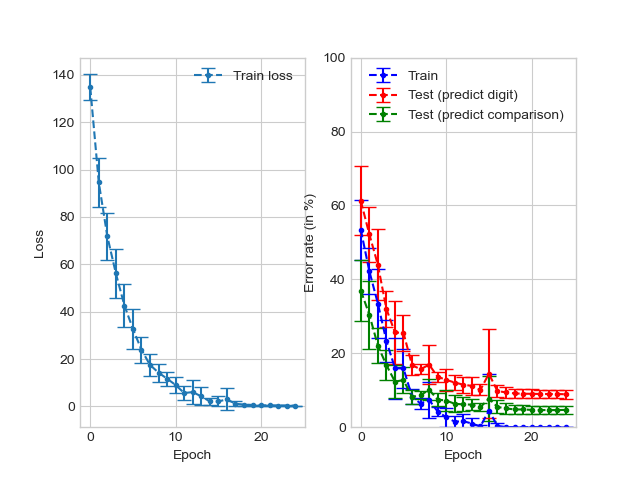 140
120
100
80
60
40
20
0
0
10
20
Epoch
Loss
Train loss
100
80
60
40
20
0
0
10
20
Epoch
Error rate (in %)
Train
Test (predict digit)
Test (predict comparison)